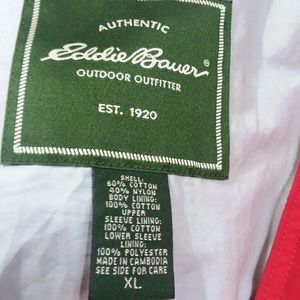 AUTHENTIC
Eddie Bauer®
OUTDOOR OUTFITTER
EST. 1920
SHELL:
60% COTTON
40% NYLON
BODY LINING:
100% COTTON
UPPER
SLEEVE LINING:
100% COTTON
LOWER SLEEVE
LINING:
100% POLYESTER
MADE IN CAMBODIA
SEE SIDE FOR CARE
XL